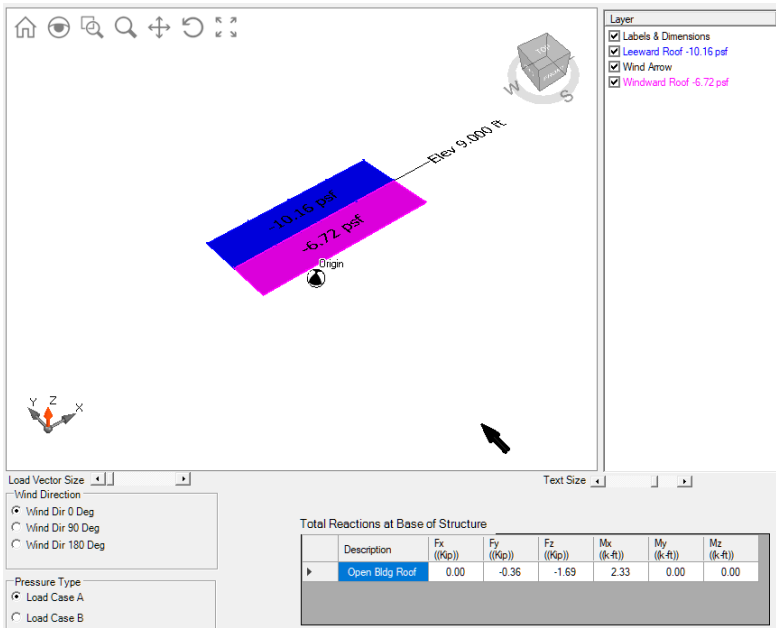 Layer
Labels & Dimensions
Leeward Roof -10.16 psf
Wind Arrow
Windward Roof -6.72 psf
TOP
W
S
Elev 9.000 ft
-10.16 psf
-6.72 psf
Origin
Y Z X
Load Vector Size
Text Size
Wind Direction
Wind Dir 0 Deg
Wind Dir 90 Deg
Wind Dir 180 Deg
Pressure Type
Load Case A
Load Case B
Total Reactions at Base of Structure
Description Fx ((Kip)) Fy ((Kip)) Fz ((Kip)) Mx ((k-ft)) My ((k-ft)) Mz ((k-ft))
Open Bldg Roof 0.00 -0.36 -1.69 2.33 0.00 0.00